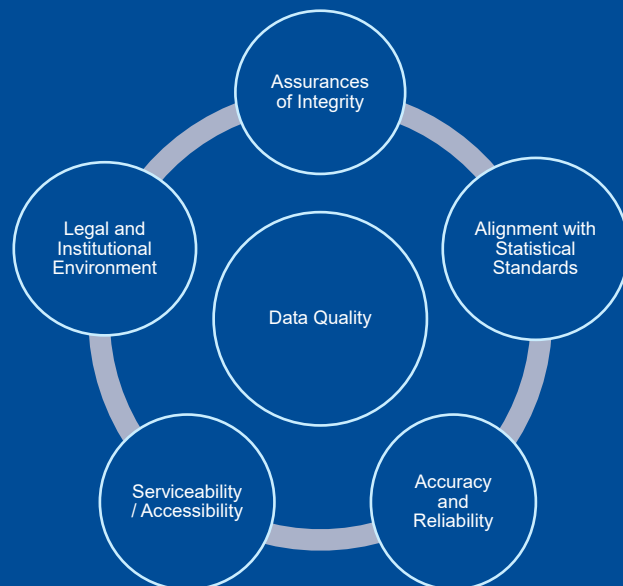 Assurances
of Integrity
Legal and
Institutional
Environment
Alignment with
Statistical
Standards
Data Quality
Serviceability
/ Accessibility
Accuracy
and
Reliability